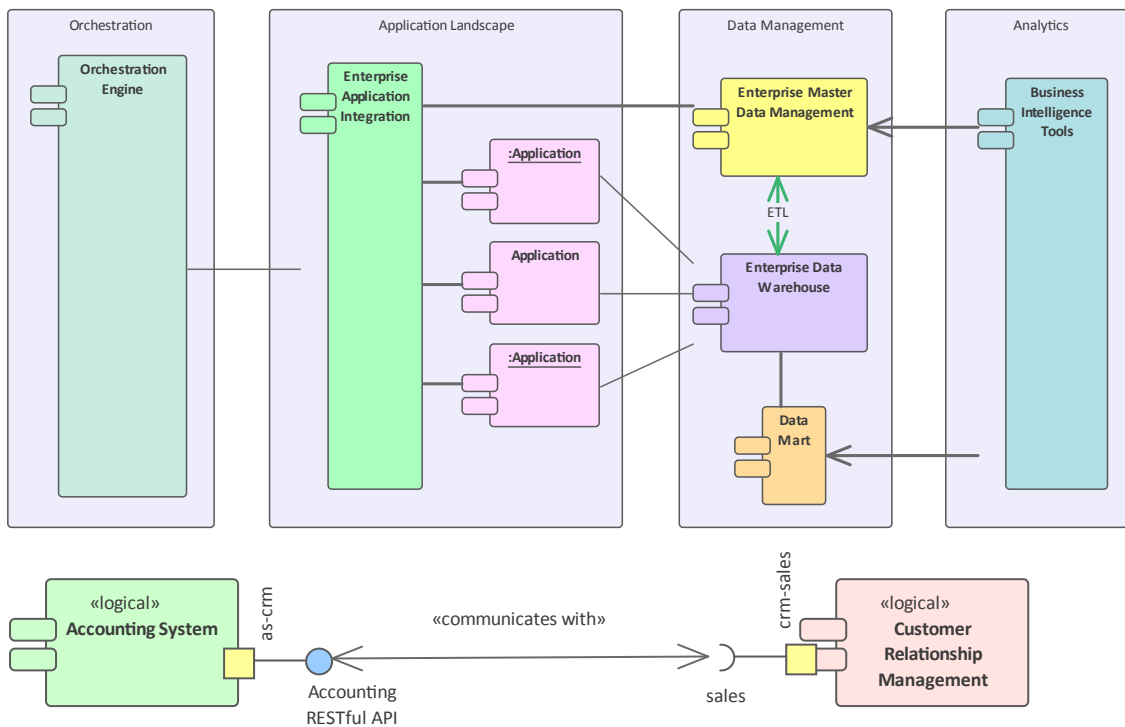 Orchestration
Application Landscape
Data Management
Analytics
Orchestration
Engine
Enterprise
Application
Integration
Enterprise Master
Data Management
Business
Intelligence
Tools
:Application
ETL
Application
Enterprise Data
Warehouse
:Application
Data
Mart
«logical»
Accounting System
as-crm
«communicates with»
crm-sales
«logical»
Customer
Relationship
Management
Accounting
RESTful API
sales